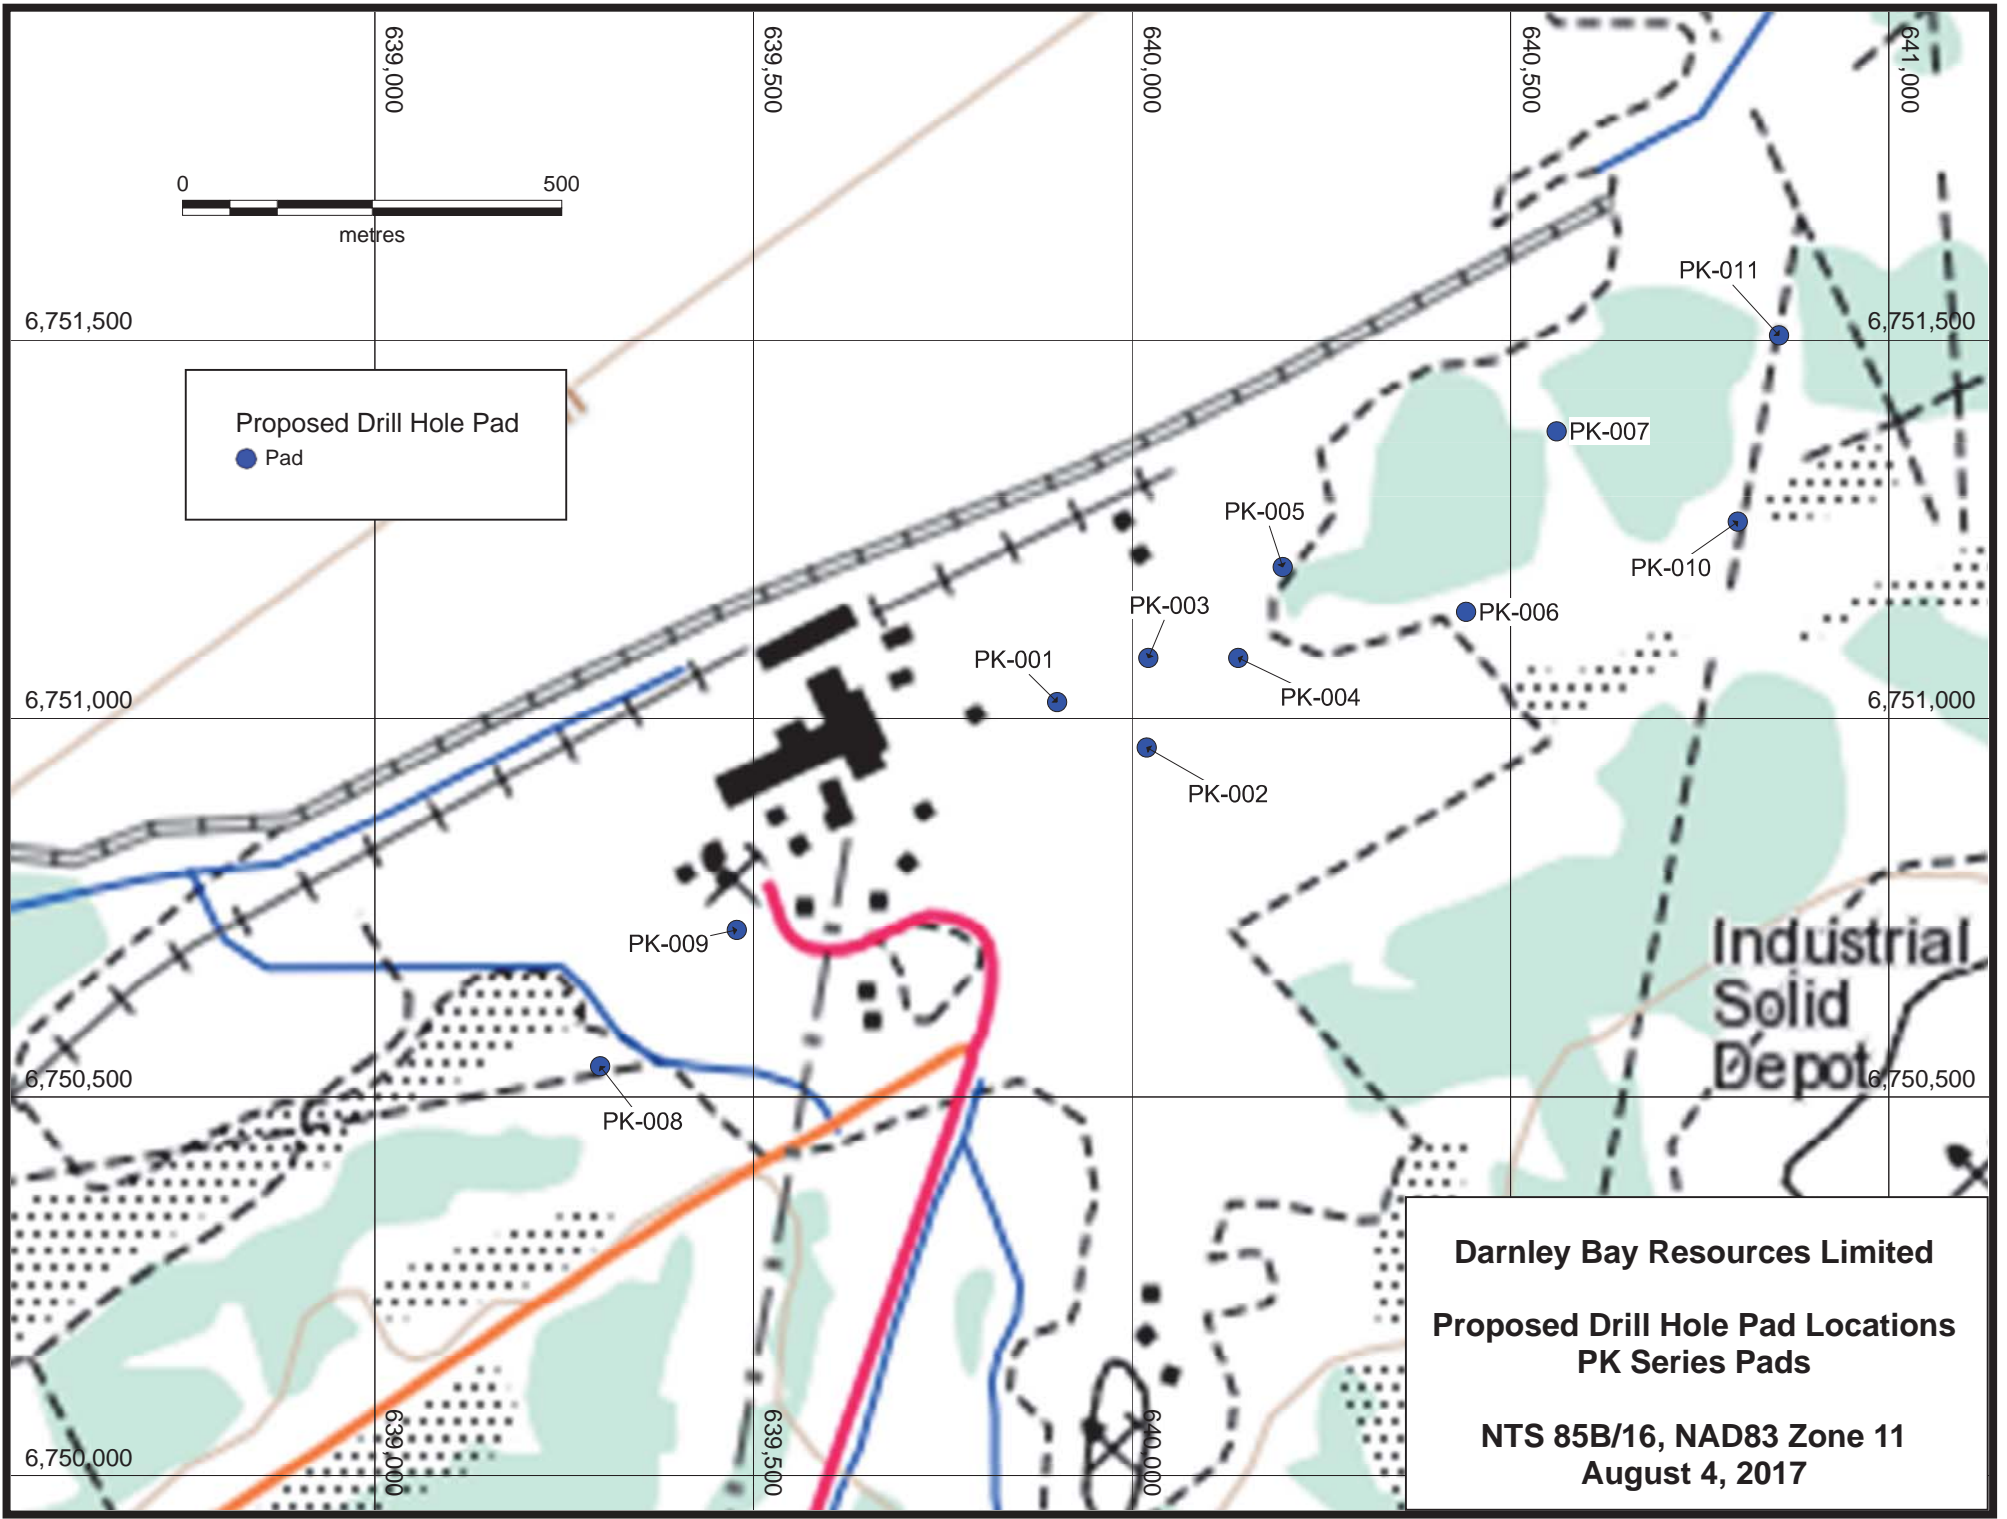 639,000
639,500
640,000
640,500
641,000
0 500
metres
PK-011
6,751,500
6,751,500
Proposed Drill Hole Pad
Pad
PK-007
PK-005
PK-010
PK-003
PK-006
PK-001
PK-004
6,751,000
6,751,000
PK-002
PK-009
Industrial
Solid
Depot
6,750,500
6,750,500
PK-008
639,000
639,500
640,000
6,750,000
Darnley Bay Resources Limited
Proposed Drill Hole Pad Locations
PK Series Pads
NTS 85B/16, NAD83 Zone 11
August 4, 2017